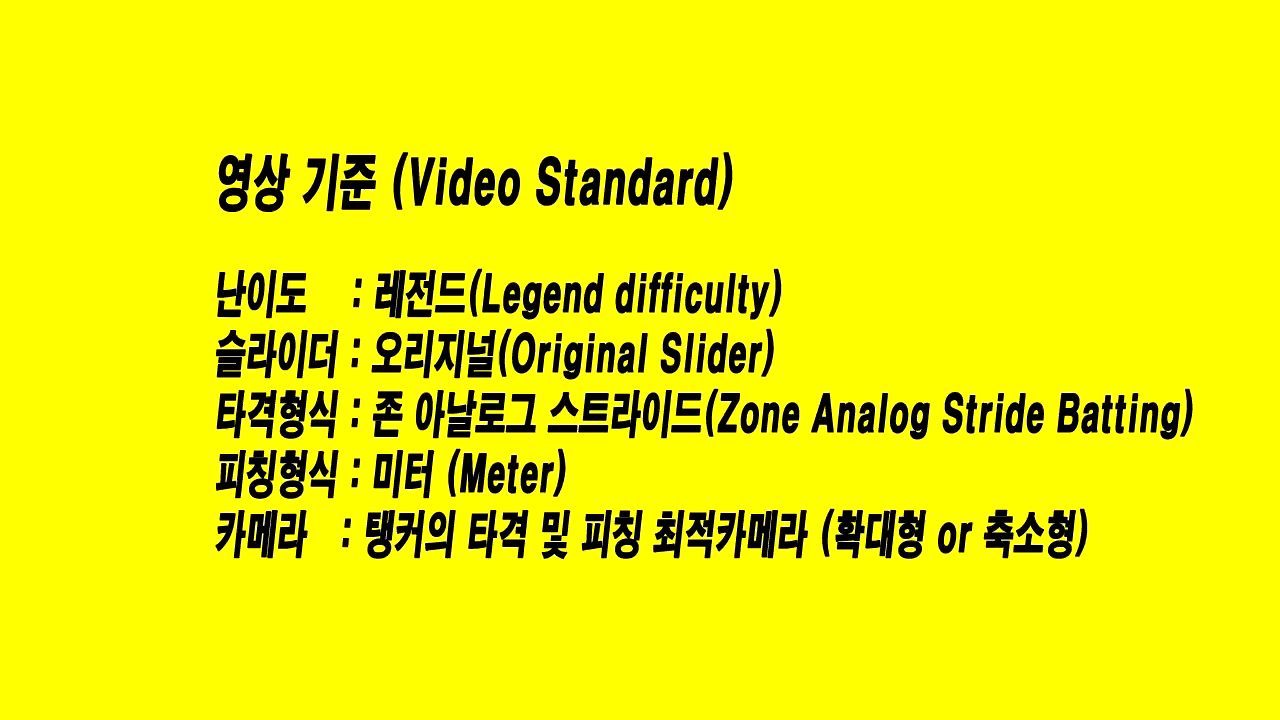 영상 기준 (Video Standard)
난이도 : 레전드(Legend difficulty)
슬라이더 : 오리지널(Original Slider)
타격형식 : 존 아날로그 스트라이드(Zone Analog Stride Batting)
피칭형식 : 미터 (Meter)
카메라 : 탱커의 타격 및 피칭 최적카메라 (확대형 or 축소형)